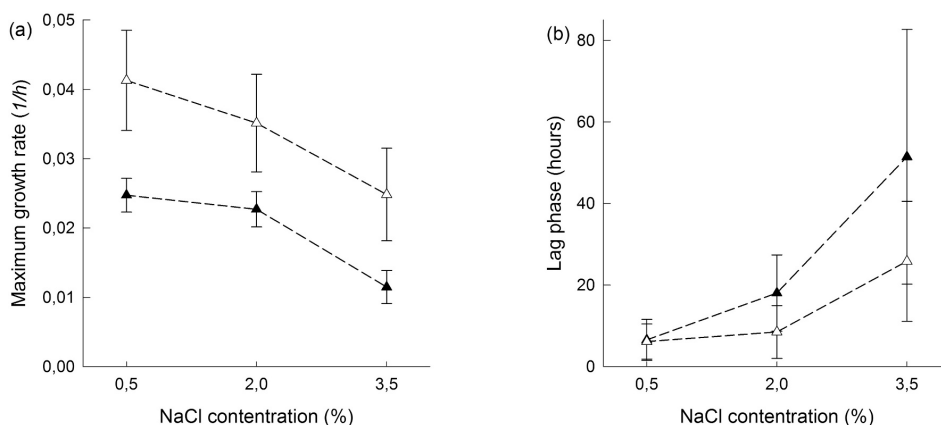 (a)
Maximum growth rate (1/h)
0,05
0,04
0,03
0,02
0,01
0,00
0,5 2,0 3,5
NaCl contentration (%)
(b)
Lag phase (hours)
80
60
40
20
0
0,5 2,0 3,5
NaCl contentration (%)